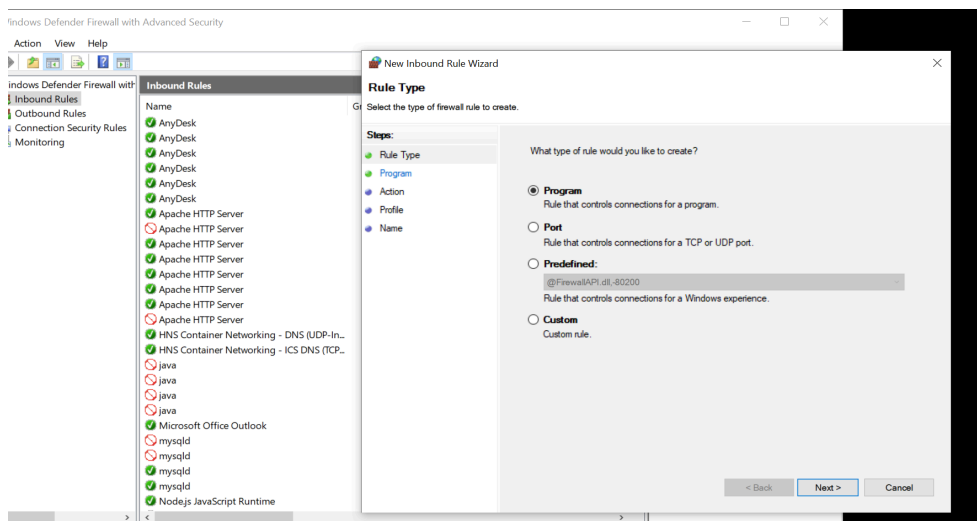 Windows Defender Firewall with Advanced Security
Action View Help
indows Defender Firewall with
Inbound Rules
Outbound Rules
Connection Security Rules
Monitoring
Inbound Rules
Name Gr
AnyDesk
AnyDesk
AnyDesk
AnyDesk
AnyDesk
AnyDesk
Apache HTTP Server
Apache HTTP Server
Apache HTTP Server
Apache HTTP Server
Apache HTTP Server
Apache HTTP Server
Apache HTTP Server
Apache HTTP Server
HNS Container Networking - DNS (UDP-In...
HNS Container Networking - ICS DNS (TCP...
java
java
java
java
Microsoft Office Outlook
mysqld
mysqld
mysqld
mysqld
Node.js JavaScript Runtime
New Inbound Rule Wizard
Rule Type
Select the type of firewall rule to create.
Steps:
Rule Type
Program
Action
Profile
Name
What type of rule would you like to create?
Program
Rule that controls connections for a program.
Port
Rule that controls connections for a TCP or UDP port.
Predefined:
@FirewallAPI.dll,-80200
Rule that controls connections for a Windows experience.
Custom
Custom rule.
< Back Next > Cancel